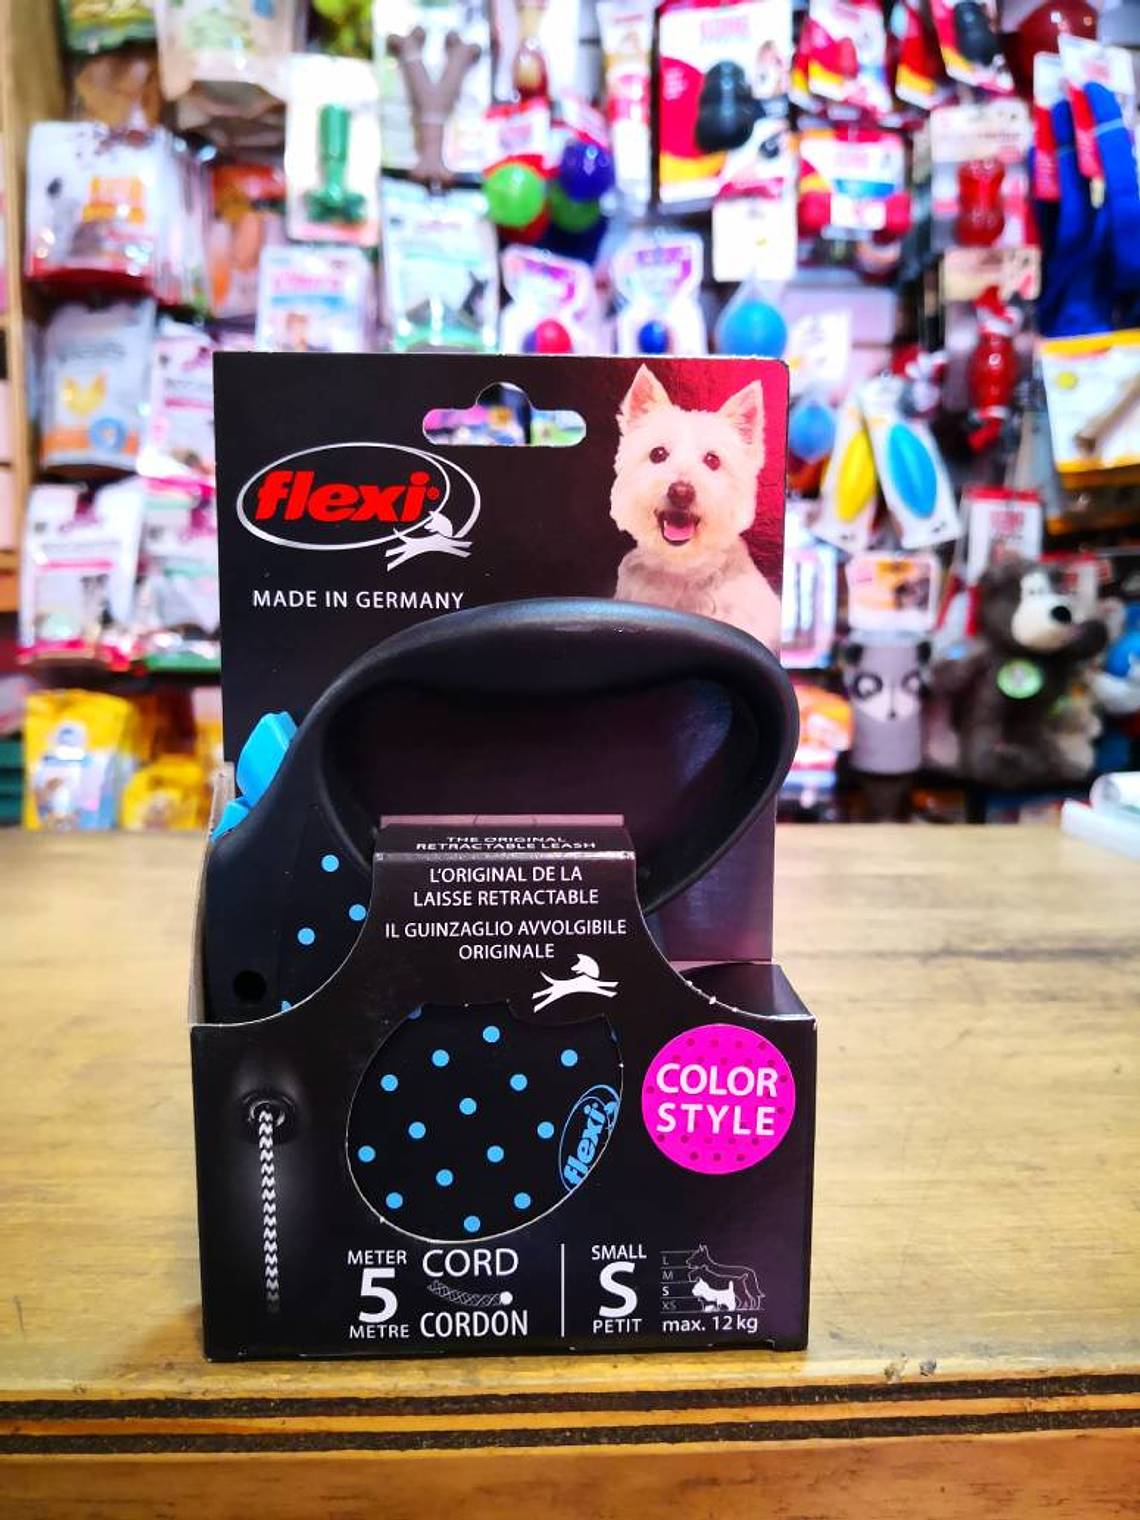 flexi
MADE IN GERMANY
THE ORIGINAL
RETRACTABLE LEASH
L'ORIGINAL DE LA
LAISSE RETRACTABLE
IL GUINZAGLIO AVVOLGIBILE
ORIGINALE
flexi
COLOR
STYLE
METER
5
METRE
CORD
CORDON
SMALL
S
PETIT
L
M
S
XS
max. 12 kg